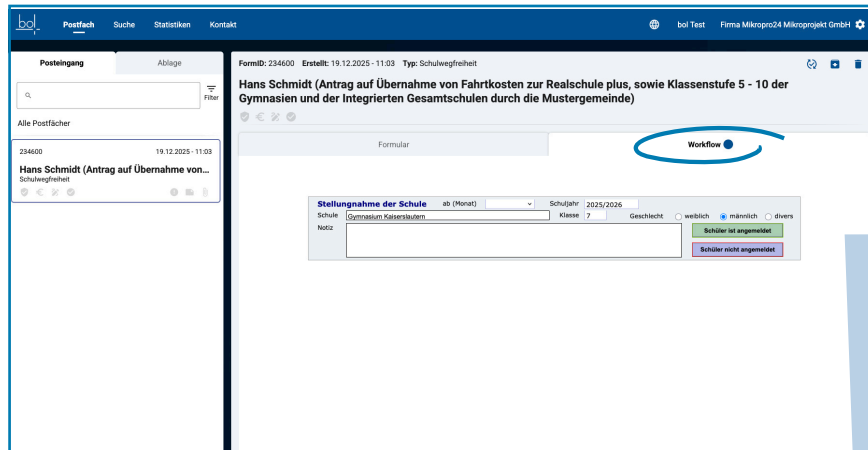 bol_ Postfach Suche Statistiken Kontakt bol Test Firma Mikropro24 Mikroprojekt GmbH
Posteingang Ablage
Filter
Alle Postfächer
234600 19.12.2025 - 11:03
Hans Schmidt (Antrag auf Übernahme von...
Schulwegfreiheit
FormID: 234600 Erstellt: 19.12.2025 - 11:03 Typ: Schulwegfreiheit
Hans Schmidt (Antrag auf Übernahme von Fahrtkosten zur Realschule plus, sowie Klassenstufe 5 - 10 der
Gymnasien und der Integrierten Gesamtschulen durch die Mustergemeinde)
Formular Workflow
Stellungnahme der Schule ab (Monat) Schuljahr 2025/2026
Schule Gymnasium Kaiserslautern Klasse 7 Geschlecht weiblich männlich divers
Notiz Schüler ist angemeldet
Schüler nicht angemeldet